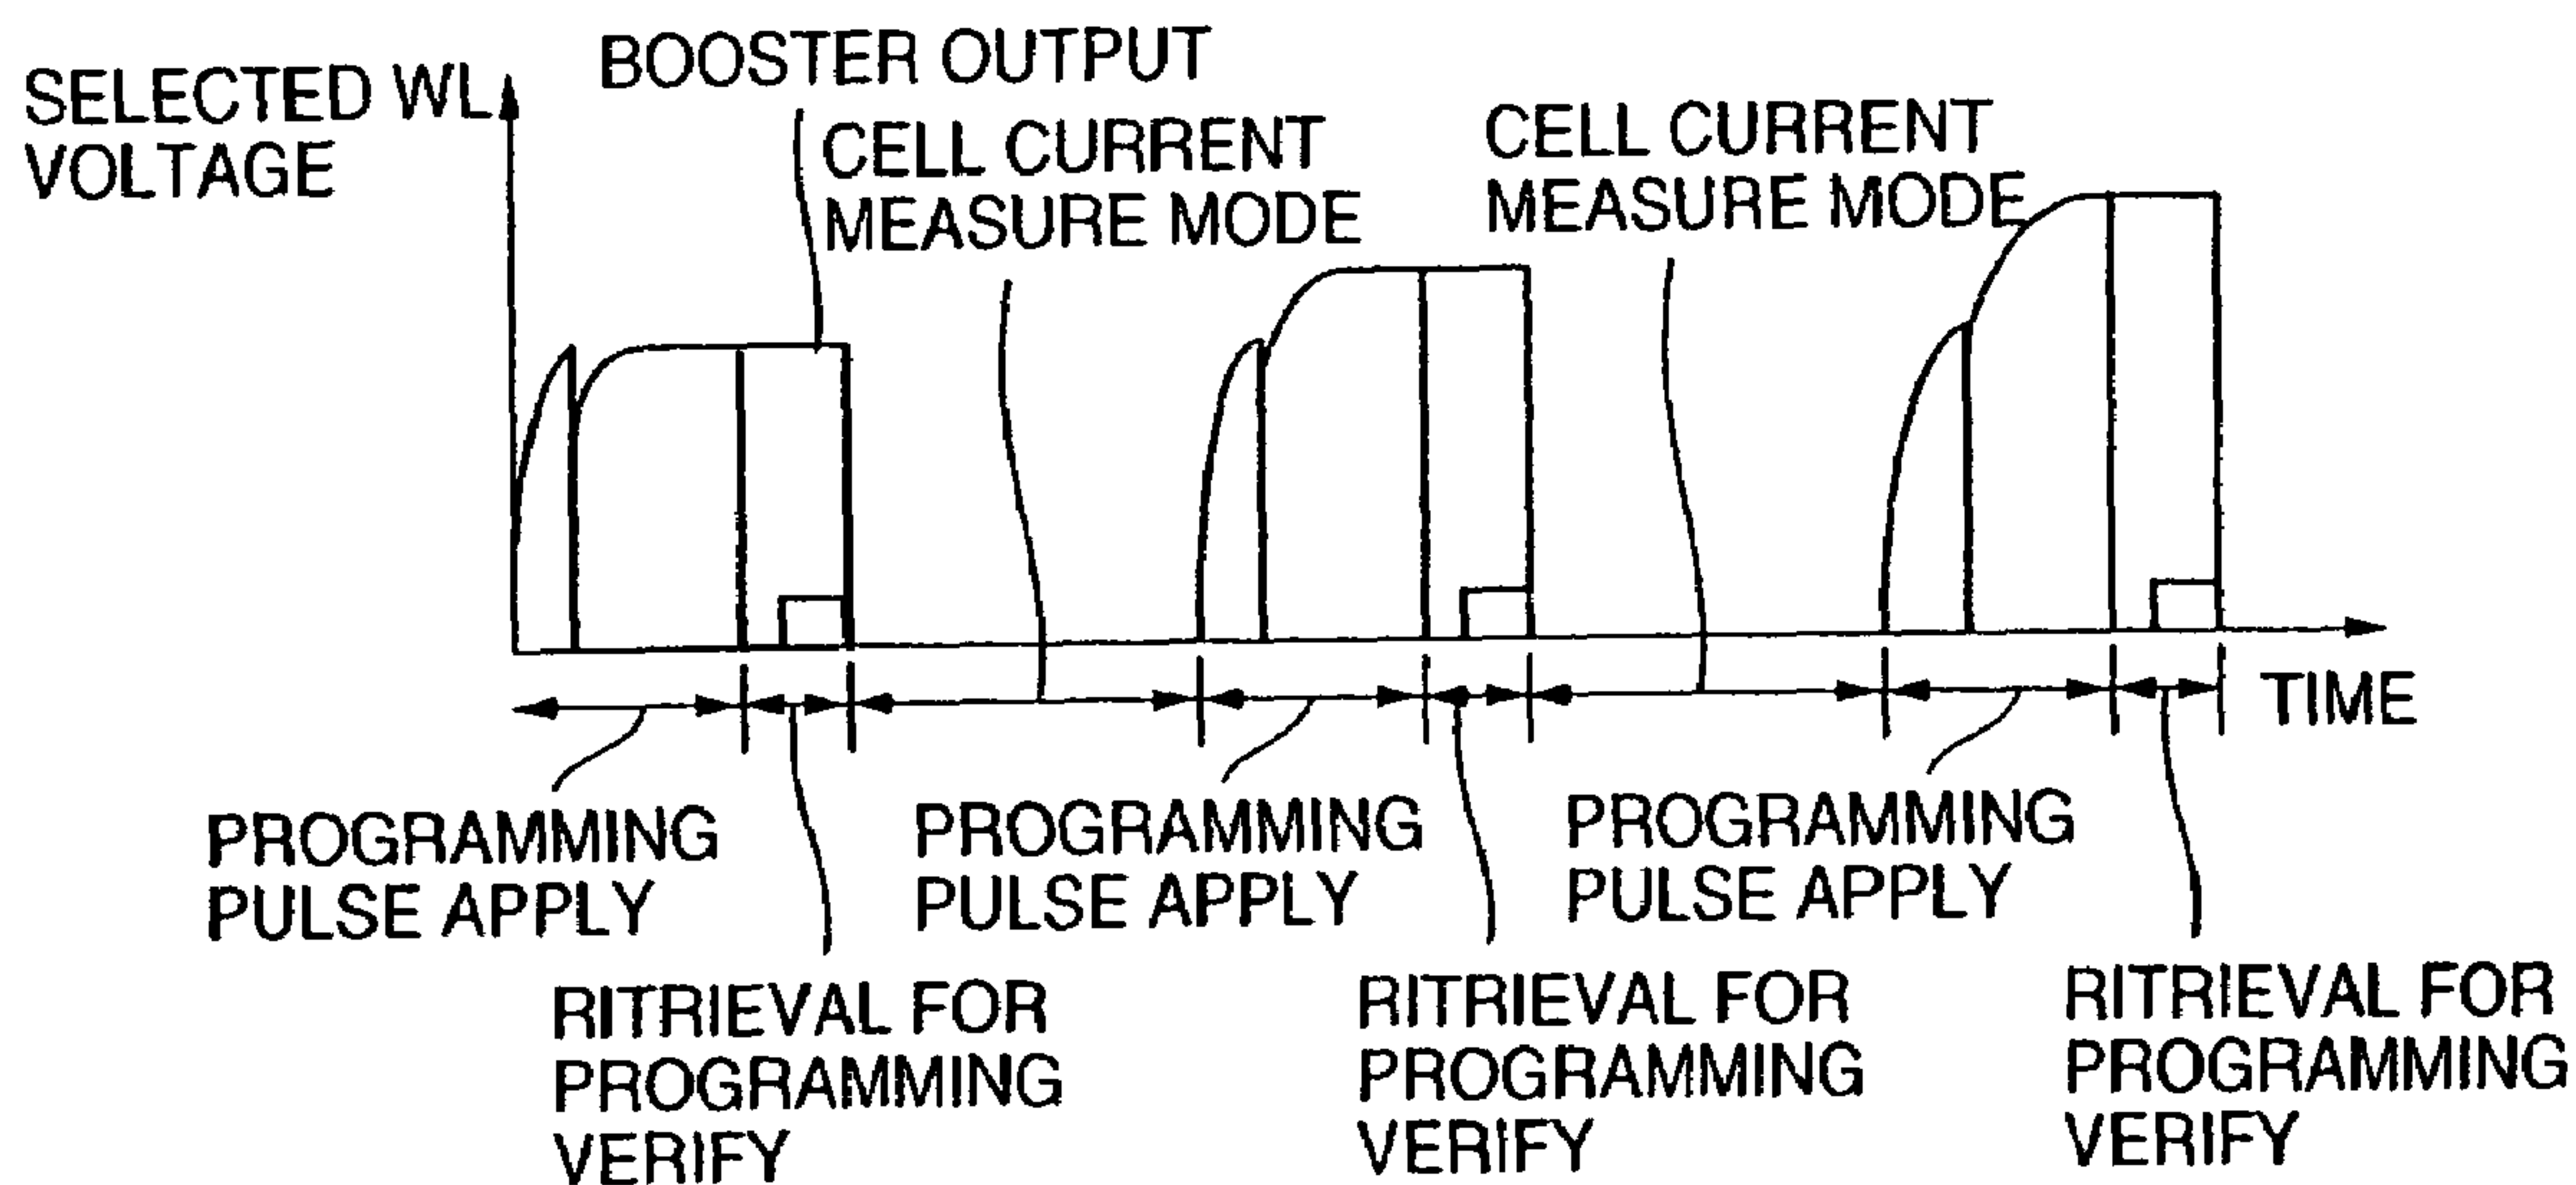 SELECTED WL
VOLTAGE
BOOSTER OUTPUT
CELL CURRENT
MEASURE MODE
CELL CURRENT
MEASURE MODE
TIME
PROGRAMMING
PULSE APPLY
RITRIEVAL FOR
PROGRAMMING
VERIFY
PROGRAMMING
PULSE APPLY
RITRIEVAL FOR
PROGRAMMING
VERIFY
PROGRAMMING
PULSE APPLY
RITRIEVAL FOR
PROGRAMMING
VERIFY